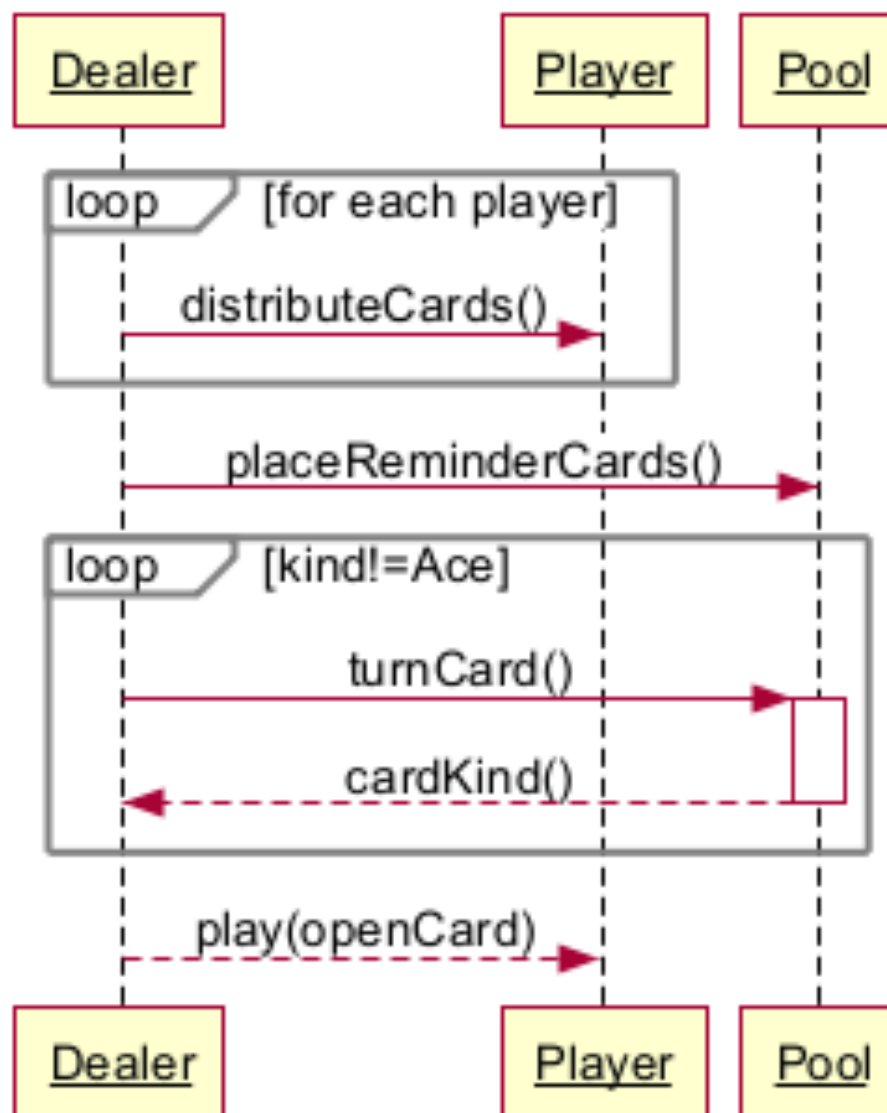 Dealer Player Pool
loop [for each player]
distributeCards()
placeReminderCards()
loop [kind!=Ace]
turnCard()
cardKind()
play(openCard)
Dealer Player Pool